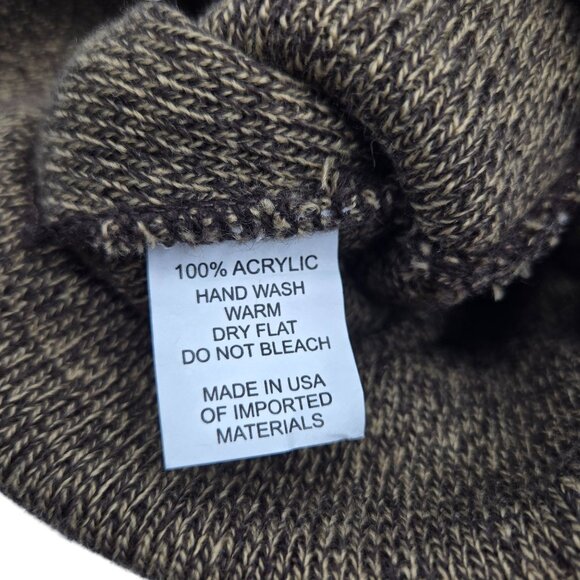 100% ACRYLIC
HAND WASH
WARM
DRY FLAT
DO NOT BLEACH
MADE IN USA
OF IMPORTED
MATERIALS